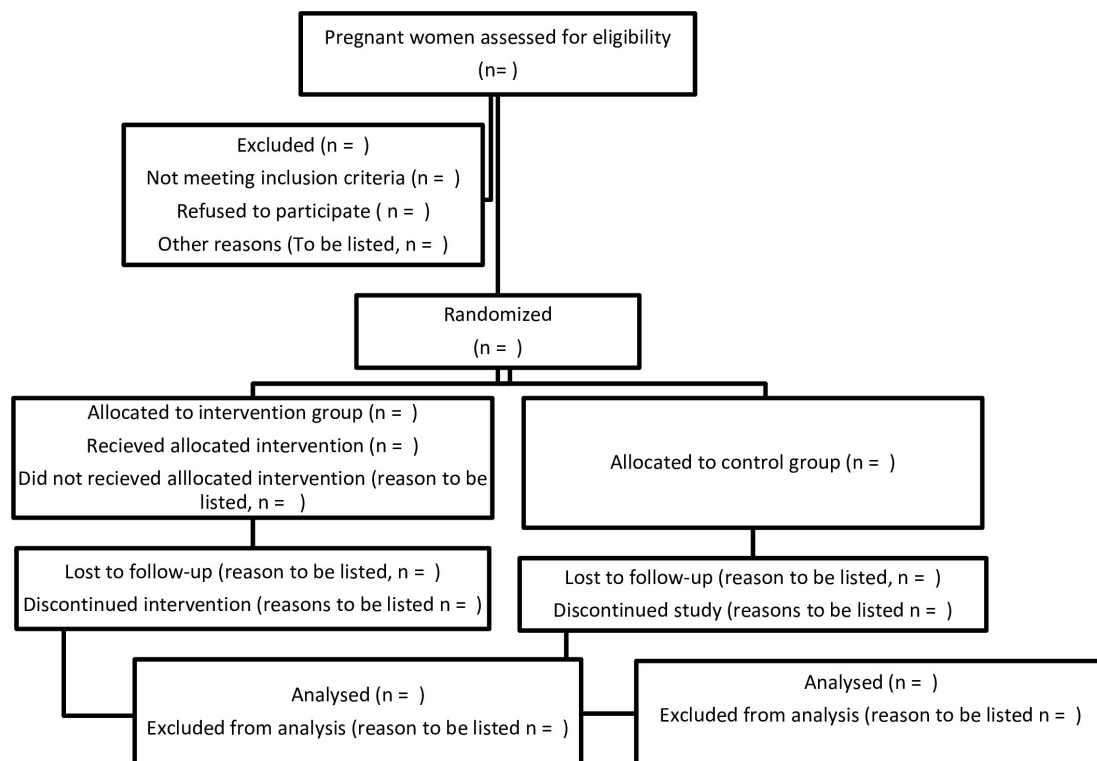 Pregnant women assessed for eligibility
(n= )
Excluded (n =  )
Not meeting inclusion criteria (n =  )
Refused to participate ( n =  )
Other reasons (To be listed, n =  )
Randomized
(n =  )
Allocated to intervention group (n =  )
Recieved allocated intervention (n =  )
Did not recieved alllocated intervention (reason to be
listed, n =   )
Allocated to control group (n =  )
Lost to follow-up (reason to be listed, n =  )
Discontinued intervention (reasons to be listed n =  )
Lost to follow-up (reason to be listed, n =  )
Discontinued study (reasons to be listed n =  )
Analysed (n =  )
Excluded from analysis (reason to be listed n =  )
Analysed (n =  )
Excluded from analysis (reason to be listed n =  )